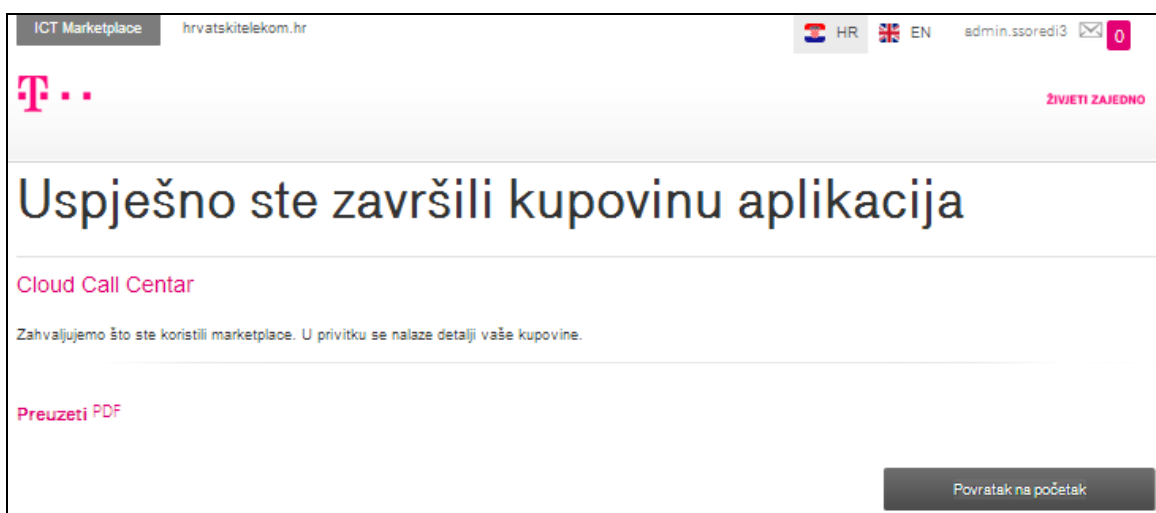 ICT Marketplace hrvatskitelekom.hr HR EN admin.ssoredi3 0
T
ŽIVJETI ZAJEDNO
Uspješno ste završili kupovinu aplikacija
Cloud Call Centar
Zahvaljujemo što ste koristili marketplace. U privitku se nalaze detalji vaše kupovine.
Preuzeti PDF
Povratak na početak